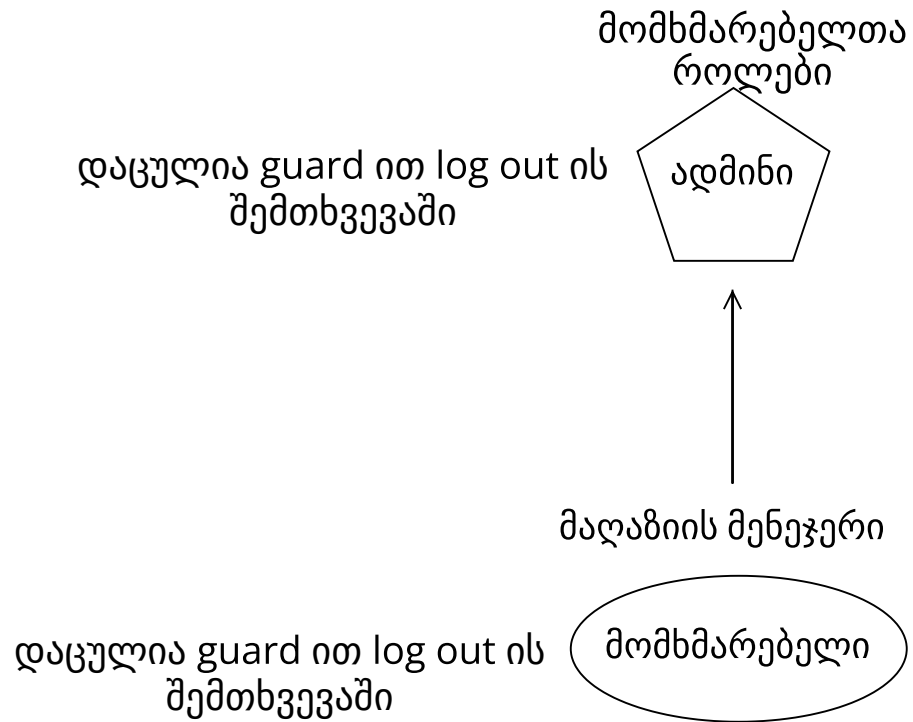 მომხმარებელთა
როლები
დაცულია guard ით log out ის
შემთხვევაში
ადმინი
მაღაზიის მენეჯერი
მომხმარებელი
დაცულია guard ით log out ის
შემთხვევაში